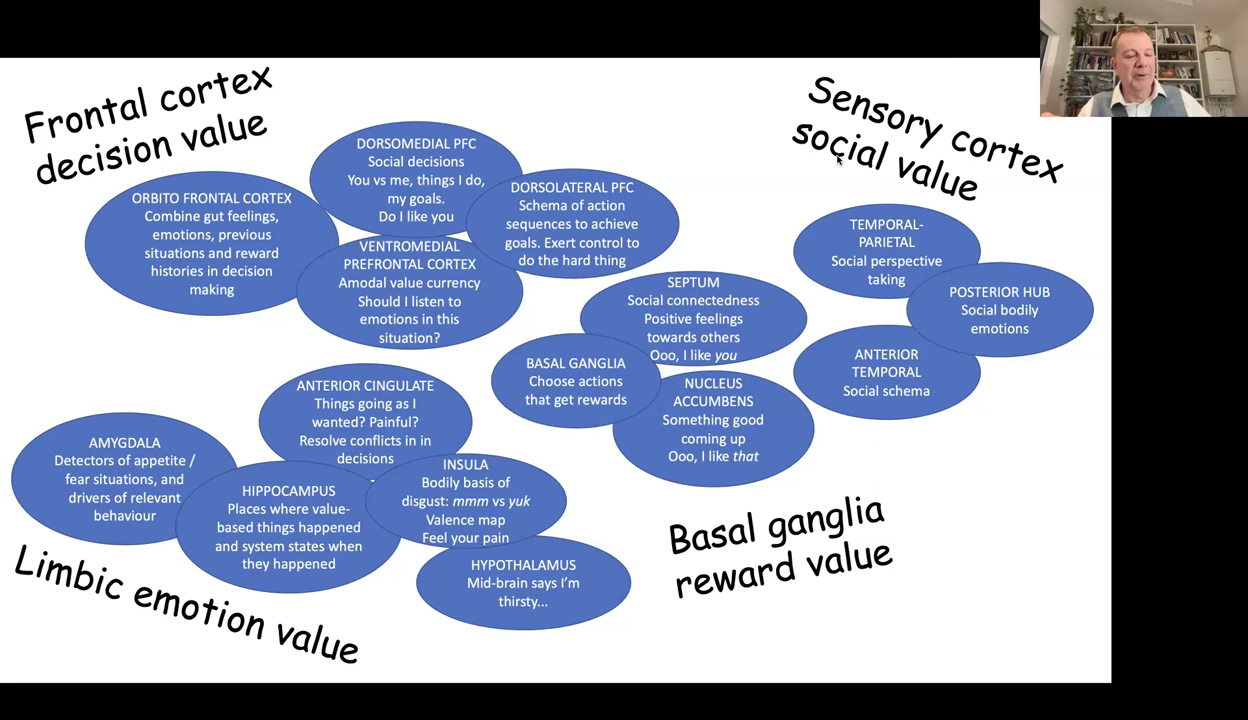 Frontal cortex
decision value
Sensory cortex
social value
ORBITO FRONTAL CORTEX
Combine gut feelings,
emotions, previous
situations and reward
histories in decision
making
DORSOMEDIAL PFC
Social decisions
You vs me, things I do,
my goals.
Do I like you
DORSOLATERAL PFC
Schema of action
sequences to achieve
goals. Exert control to
do the hard thing
VENTROMEDIAL
PREFRONTAL CORTEX
Amodal value currency
Should I listen to
emotions in this
situation?
SEPTUM
Social connectedness
Positive feelings
towards others
Ooo, I like you
BASAL GANGLIA
Choose actions
that get rewards
NUCLEUS
ACCUMBENS
Something good
coming up
Ooo, I like that
TEMPORAL-
PARIETAL
Social perspective
taking
POSTERIOR HUB
Social bodily
emotions
ANTERIOR
TEMPORAL
Social schema
ANTERIOR CINGULATE
Things going as I
wanted? Painful?
Resolve conflicts in in
decisions
AMYGDALA
Detectors of appetite /
fear situations, and
drivers of relevant
behaviour
HIPPOCAMPUS
Places where value-
based things happened
and system states when
they happened
INSULA
Bodily basis of
disgust: mmm vs yuk
Valence map
Feel your pain
HYPOTHALAMUS
Mid-brain says I'm
thirsty...
Limbic emotion value
Basal ganglia
reward value